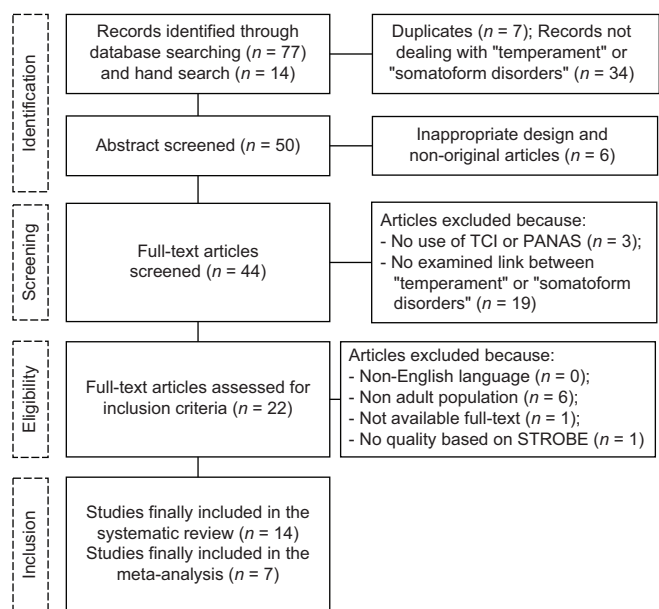 Identification
Records identified through
database searching (n = 77)
and hand search (n = 14)
Duplicates (n = 7); Records not
dealing with "temperament" or
"somatoform disorders" (n = 34)
Abstract screened (n = 50)
Inappropriate design and
non-original articles (n = 6)
Screening
Full-text articles
screened (n = 44)
Articles excluded because:
- No use of TCI or PANAS (n = 3);
- No examined link between
"temperament" or "somatoform
disorders" (n = 19)
Eligibility
Full-text articles assessed for
inclusion criteria (n = 22)
Articles excluded because:
- Non-English language (n = 0);
- Non adult population (n = 6);
- Not available full-text (n = 1);
- No quality based on STROBE (n = 1)
Inclusion
Studies finally included in the
systematic review (n = 14)
Studies finally included in the
meta-analysis (n = 7)